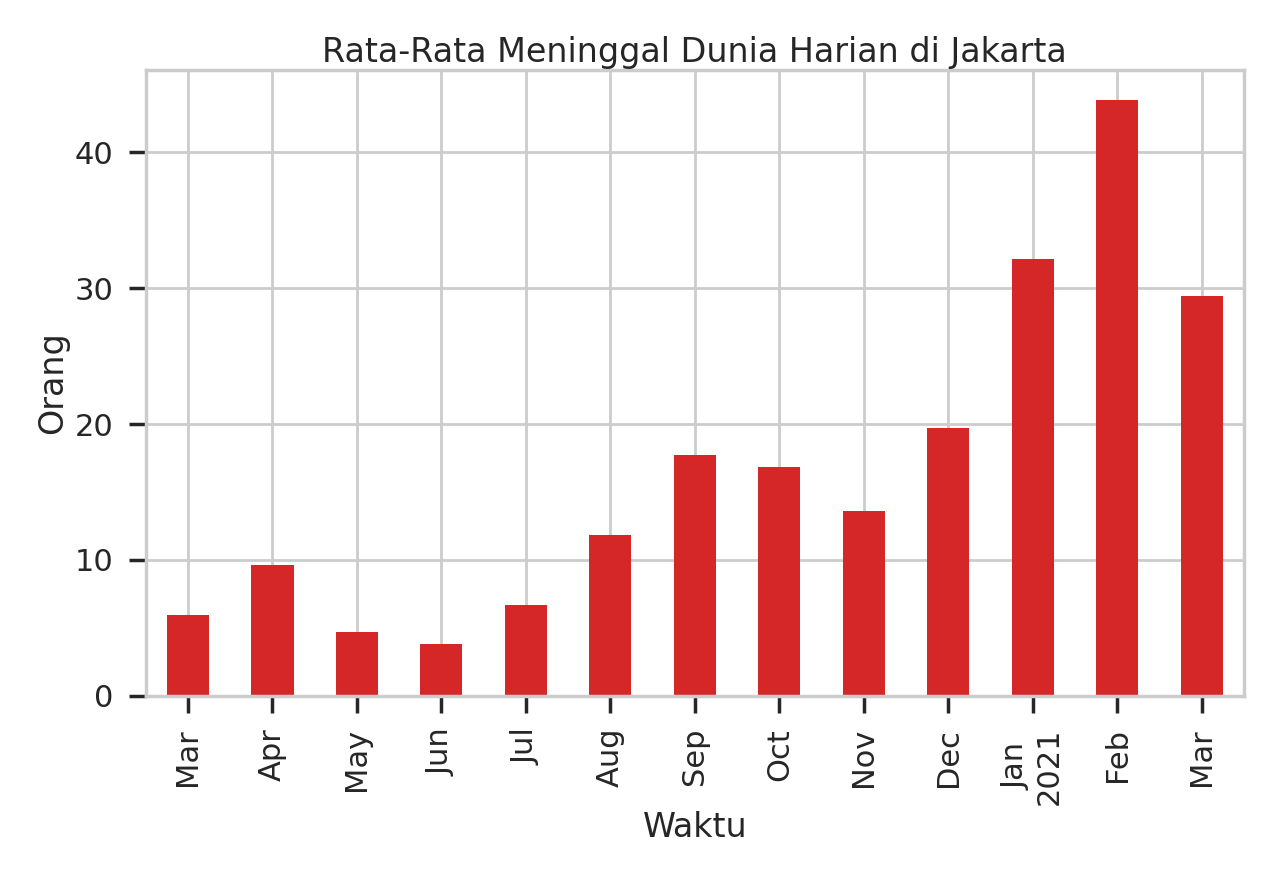 Rata-Rata Meninggal Dunia Harian di Jakarta
Orang
40
30
20
10
0
Mar
Apr
May
Jun
Jul
Aug
Sep
Oct
Nov
Dec
Jan
2021
Feb
Mar
Waktu